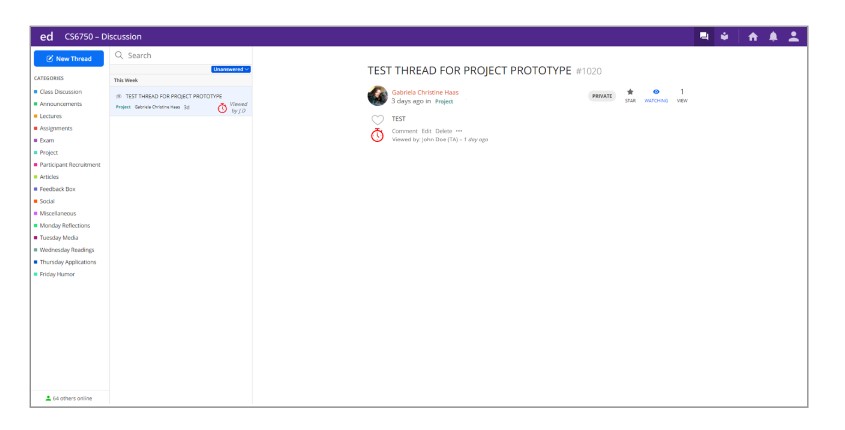 ed CS6750 – Discussion
New Thread
CATEGORIES
Class Discussion
Announcements
Lectures
Assignments
Exam
Project
Participant Recruitment
Articles
Feedback Box
Social
Miscellaneous
Monday Reflections
Tuesday Media
Wednesday Readings
Thursday Applications
Friday Humor
64 others online
Search
Unanswered
This Week
TEST THREAD FOR PROJECT PROTOTYPE
Project Gabriela Christine Haas 3d
Viewed
by J.D
TEST THREAD FOR PROJECT PROTOTYPE #1020
Gabriela Christine Haas
3 days ago in Project
PRIVATE
STAR
WATCHING
1
VIEW
TEST
Comment Edit Delete •••
Viewed by: John Doe (TA) – 1 day ago